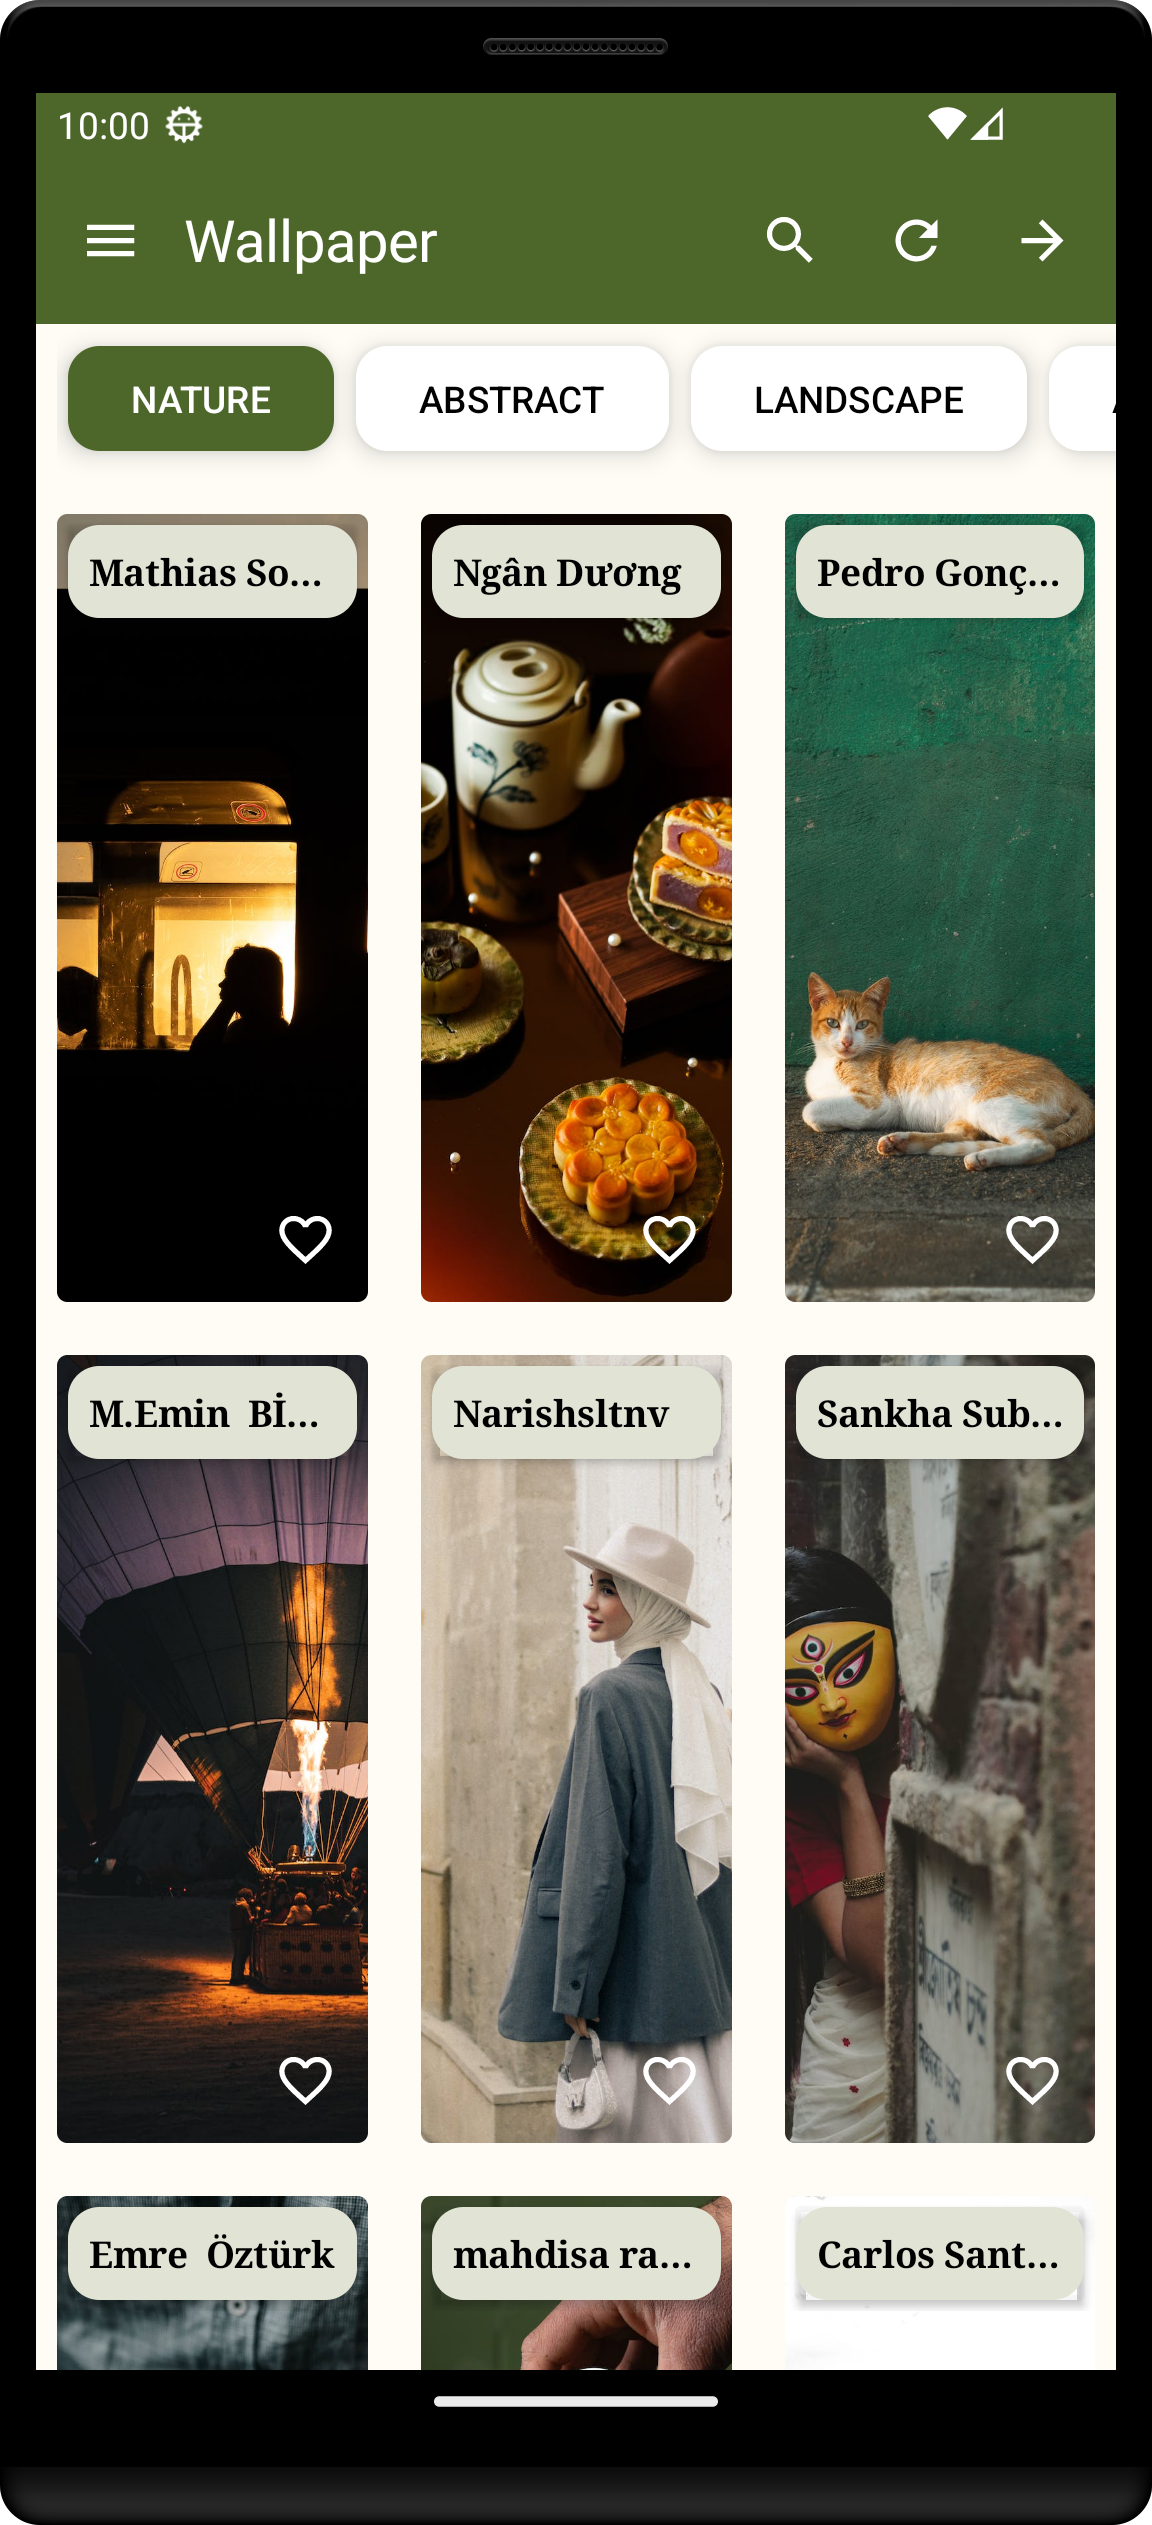 10:00
Wallpaper
NATURE
ABSTRACT
LANDSCAPE
Mathias So...
Ngân Dương
Pedro Gonç...
M.Emin Bİ...
Narishsltnv
Sankha Sub...
Emre Öztürk
mahdisa ra...
Carlos Sant...